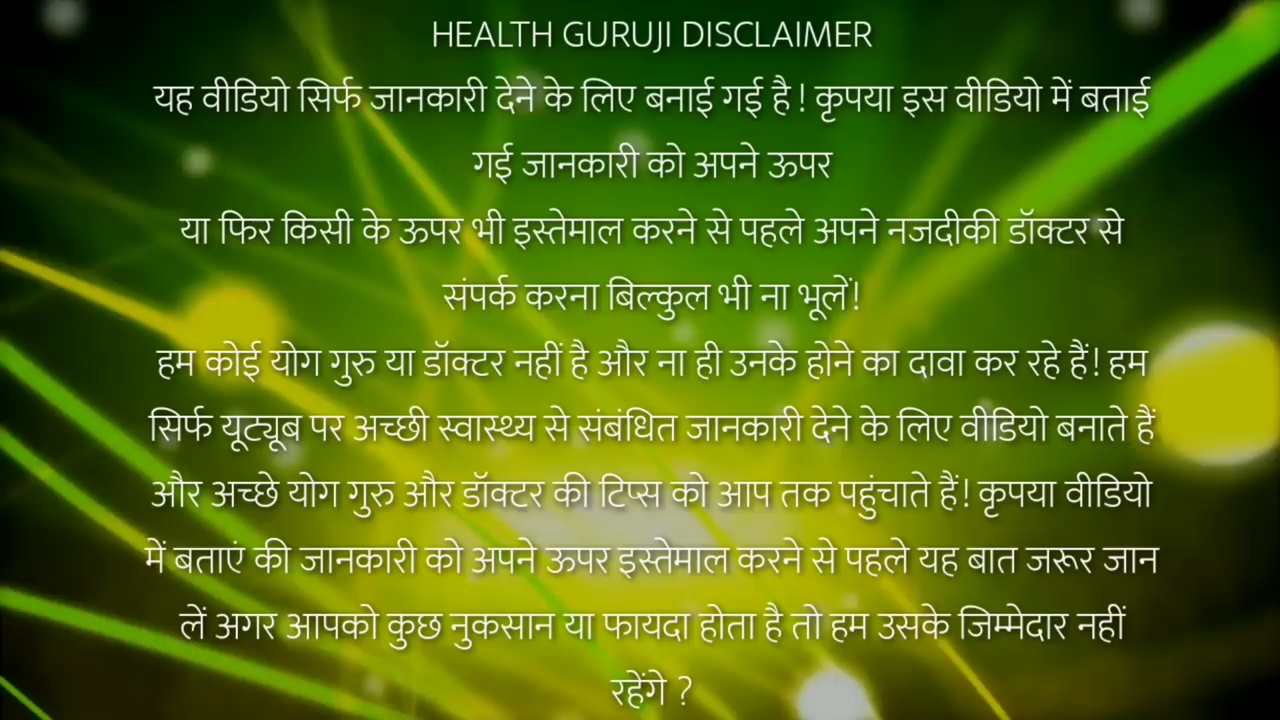 HEALTH GURUJI DISCLAIMER
यह वीडियो सिर्फ जानकारी देने के लिए बनाई गई है ! कृपया इस वीडियो में बताई
गई जानकारी को अपने ऊपर
या फिर किसी के ऊपर भी इस्तेमाल करने से पहले अपने नजदीकी डॉक्टर से
संपर्क करना बिल्कुल भी ना भूलें!
हम कोई योग गुरु या डॉक्टर नहीं है और ना ही उनके होने का दावा कर रहे हैं ! हम
सिर्फ यूट्यूब पर अच्छी स्वास्थ्य से संबंधित जानकारी देने के लिए वीडियो बनाते हैं
और अच्छे योग गुरु और डॉक्टर की टिप्स को आप तक पहुंचाते हैं ! कृपया वीडियो
में बताएं की जानकारी को अपने ऊपर इस्तेमाल करने से पहले यह बात जरूर जान
लें अगर आपको कुछ नुकसान या फायदा होता है तो हम उसके जिम्मेदार नहीं
रहेंगे ?